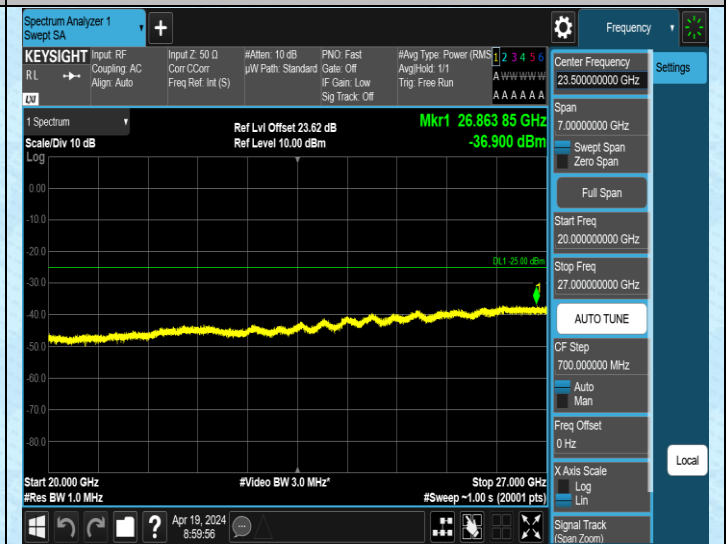 Spectrum Analyzer 1
Swept SA
Frequency
KEYSIGHT
RL
LXI
Input: RF
Coupling: AC
Align: Auto
Input Z: 50 Ω
Corr CCorr
Freq Ref: Int (S)
#Atten: 10 dB
µW Path: Standard
PNO: Fast
Gate: Off
IF Gain: Low
Sig Track: Off
#Avg Type: Power (RMS
Avg|Hold: 1/1
Trig: Free Run
1 2 3 4 5 6
A W W W W W
A A A A A A
1 Spectrum
Scale/Div 10 dB
Log
Ref Lvl Offset 23.62 dB
Ref Level 10.00 dBm
Mkr1 26.863 85 GHz
-36.900 dBm
0.00
-10.0
-20.0
DL1 -25.00 dBm
-30.0
1
-40.0
-50.0
-60.0
-70.0
-80.0
Start 20.000 GHz
#Res BW 1.0 MHz
#Video BW 3.0 MHz*
Stop 27.000 GHz
#Sweep ~1.00 s (20001 pts)
Apr 19, 2024
8:59:56
?
Center Frequency
23.500000000 GHz
Settings
Span
7.00000000 GHz
Swept Span
Zero Span
Full Span
Start Freq
20.000000000 GHz
Stop Freq
27.000000000 GHz
AUTO TUNE
CF Step
700.000000 MHz
Auto
Man
Freq Offset
0 Hz
X Axis Scale
Log
Lin
Local
Signal Track
(Span Zoom)